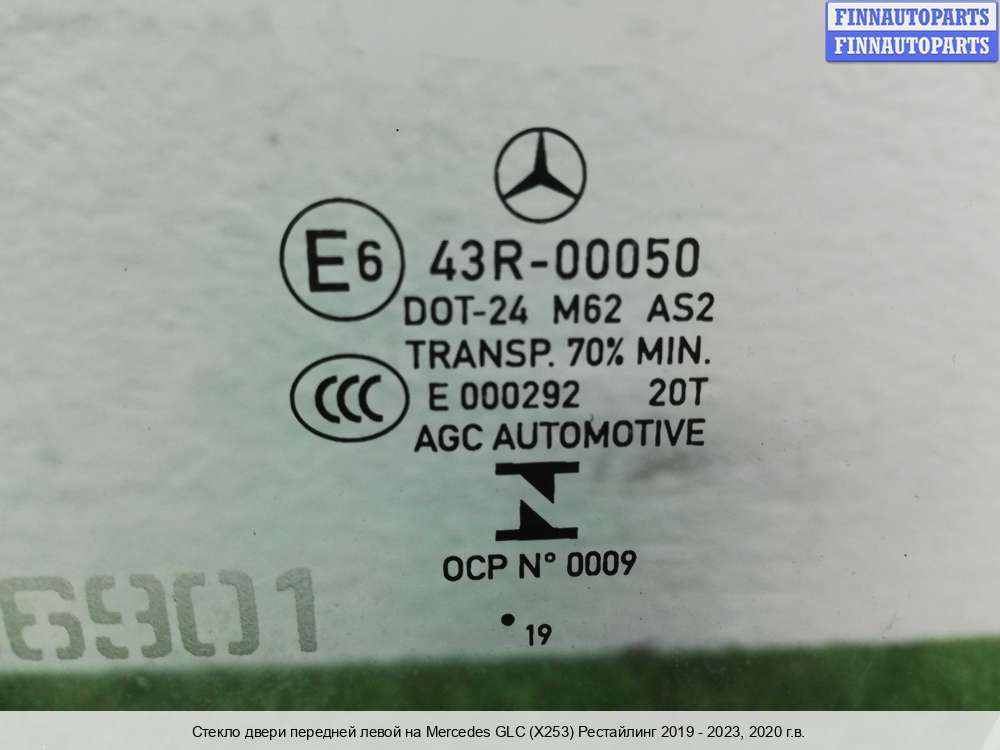 FINNAUTOPARTS
FINNAUTOPARTS
E6 43R-00050
DOT-24 M62 AS2
TRANSP. 70% MIN.
CCC E 000292 20T
AGC AUTOMOTIVE
OCP N° 0009
. 19
6901
Стекло двери передней левой на Mercedes GLC (X253) Рестайлинг 2019 - 2023, 2020 г.в.